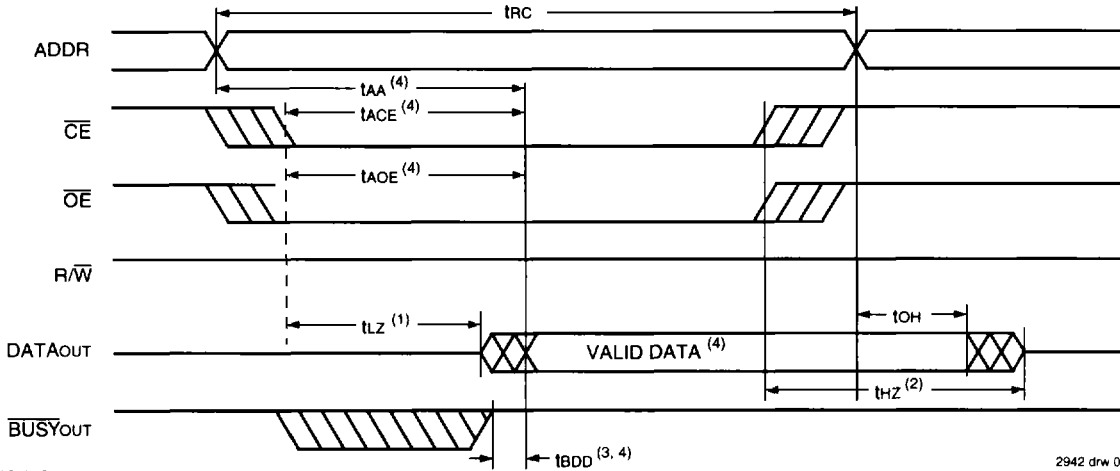 tRC
ADDR
tAA (4)
tACE (4)
CE
tAOE (4)
OE
R/W
tLZ (1)
tOH
DATAOUT
VALID DATA (4)
tHZ (2)
BUSYOUT
tBDD (3, 4)
2942 drw 0